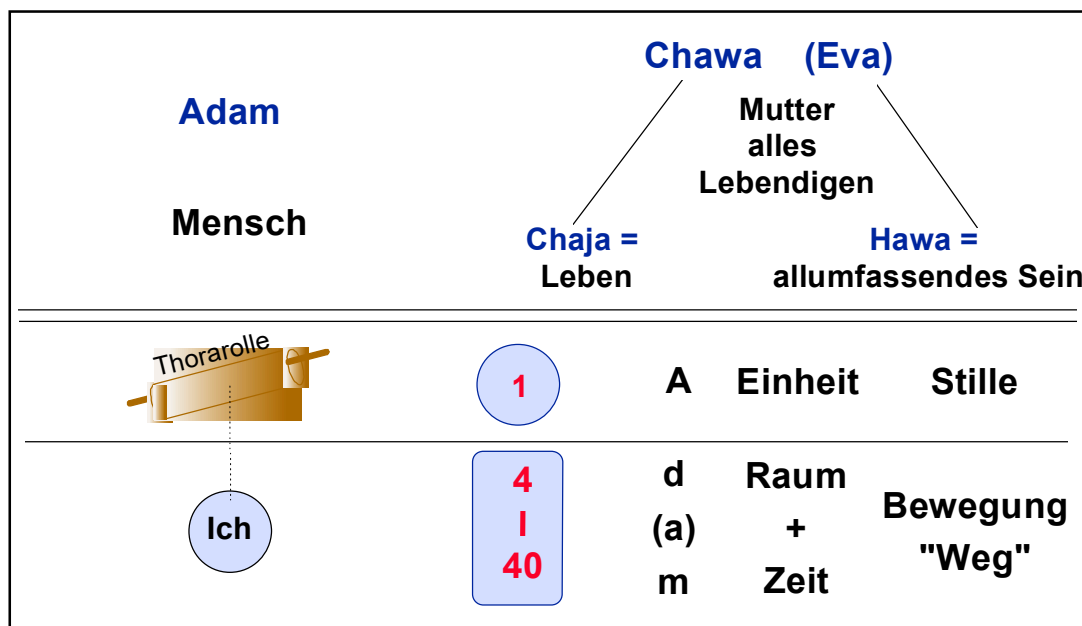 Chawa (Eva)
Adam
Mutter
alles
Lebendigen
Mensch
Chaja =
Leben
Hawa =
allumfassendes Sein
Thorarolle
1
A
Einheit
Stille
Ich
4
I
40
d
(a)
m
Raum
+
Zeit
Bewegung
"Weg"